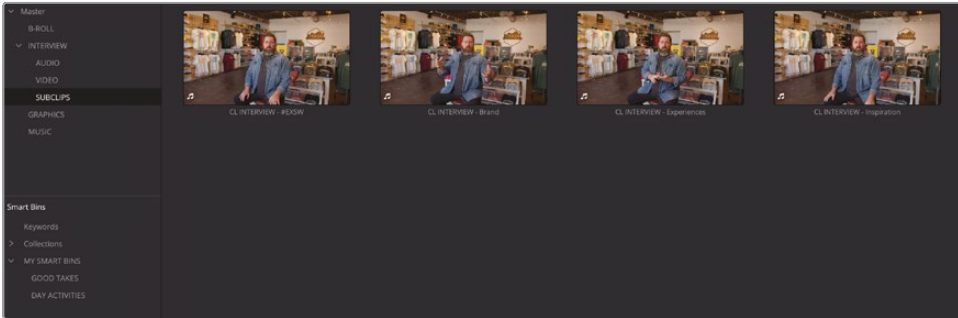 Master
B-ROLL
INTERVIEW
AUDIO
VIDEO
SUBCLIPS
GRAPHICS
MUSIC
Smart Bins
Keywords
Collections
MY SMART BINS
GOOD TAKES
DAY ACTIVITIES
CL INTERVIEW - #EXSW
CL INTERVIEW - Brand
CL INTERVIEW - Experiences
CL INTERVIEW - Inspiration